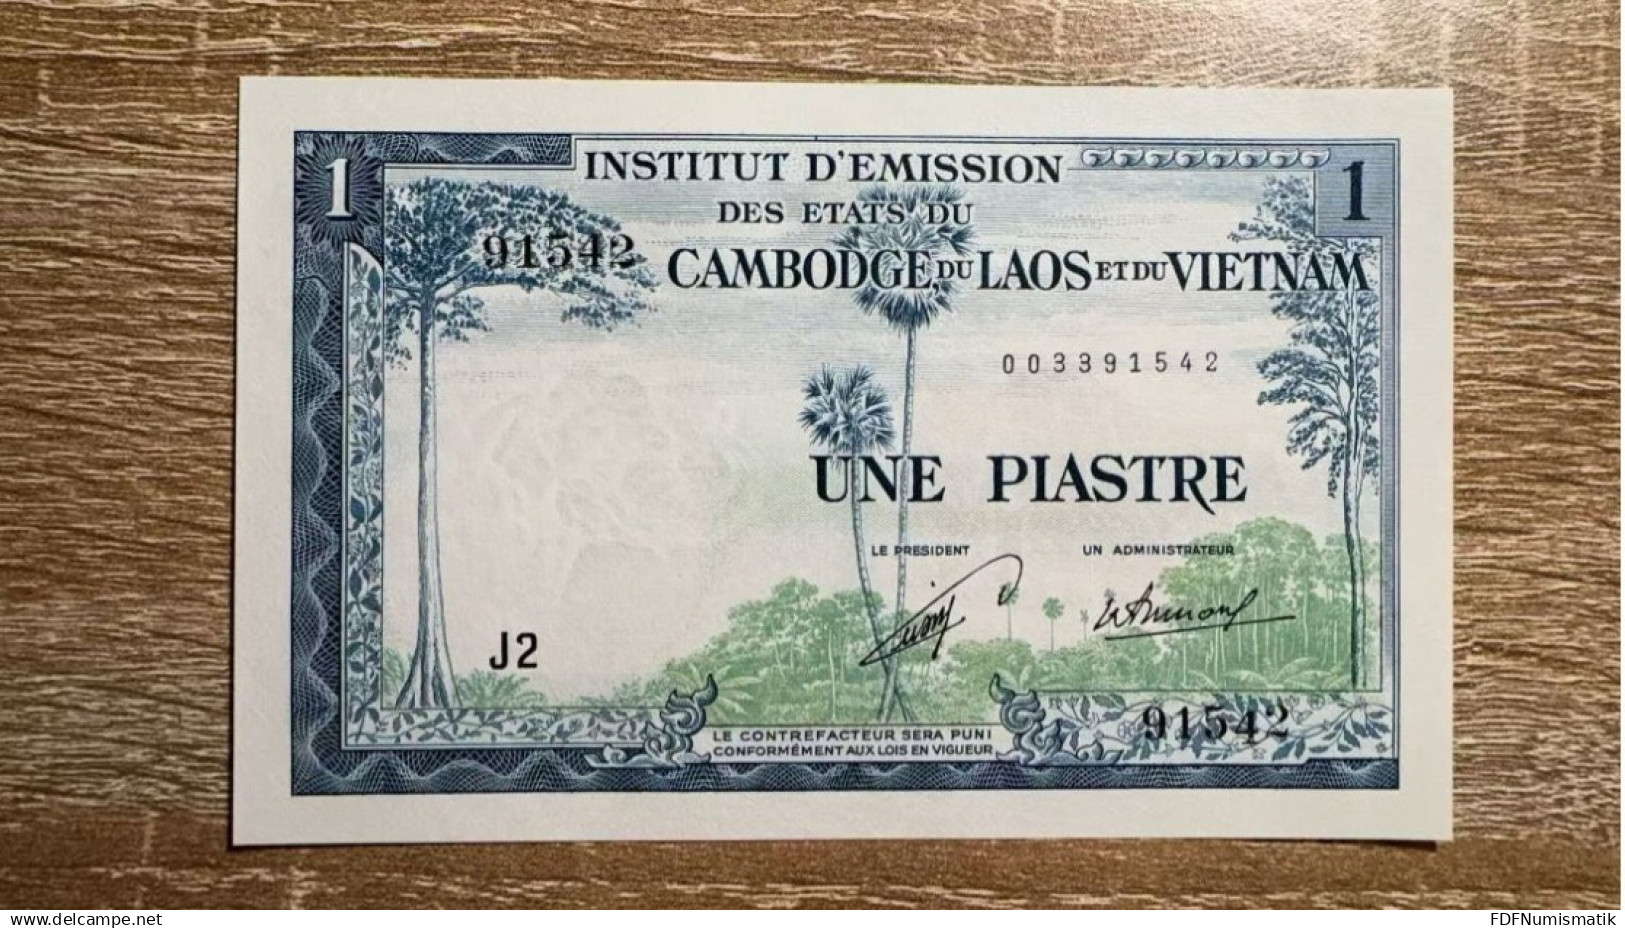 1
INSTITUT D'EMISSION
1
DES ETATS DU
91542
CAMBODGE, DU LAOS ET DU VIETNAM
003391542
UNE PIASTRE
LE PRESIDENT
UN ADMINISTRATEUR
J2
91542
LE CONTREFACTEUR SERA PUNI
CONFORMÉMENT AUX LOIS EN VIGUEUR
www.delcampe.net
FDFNumismatik